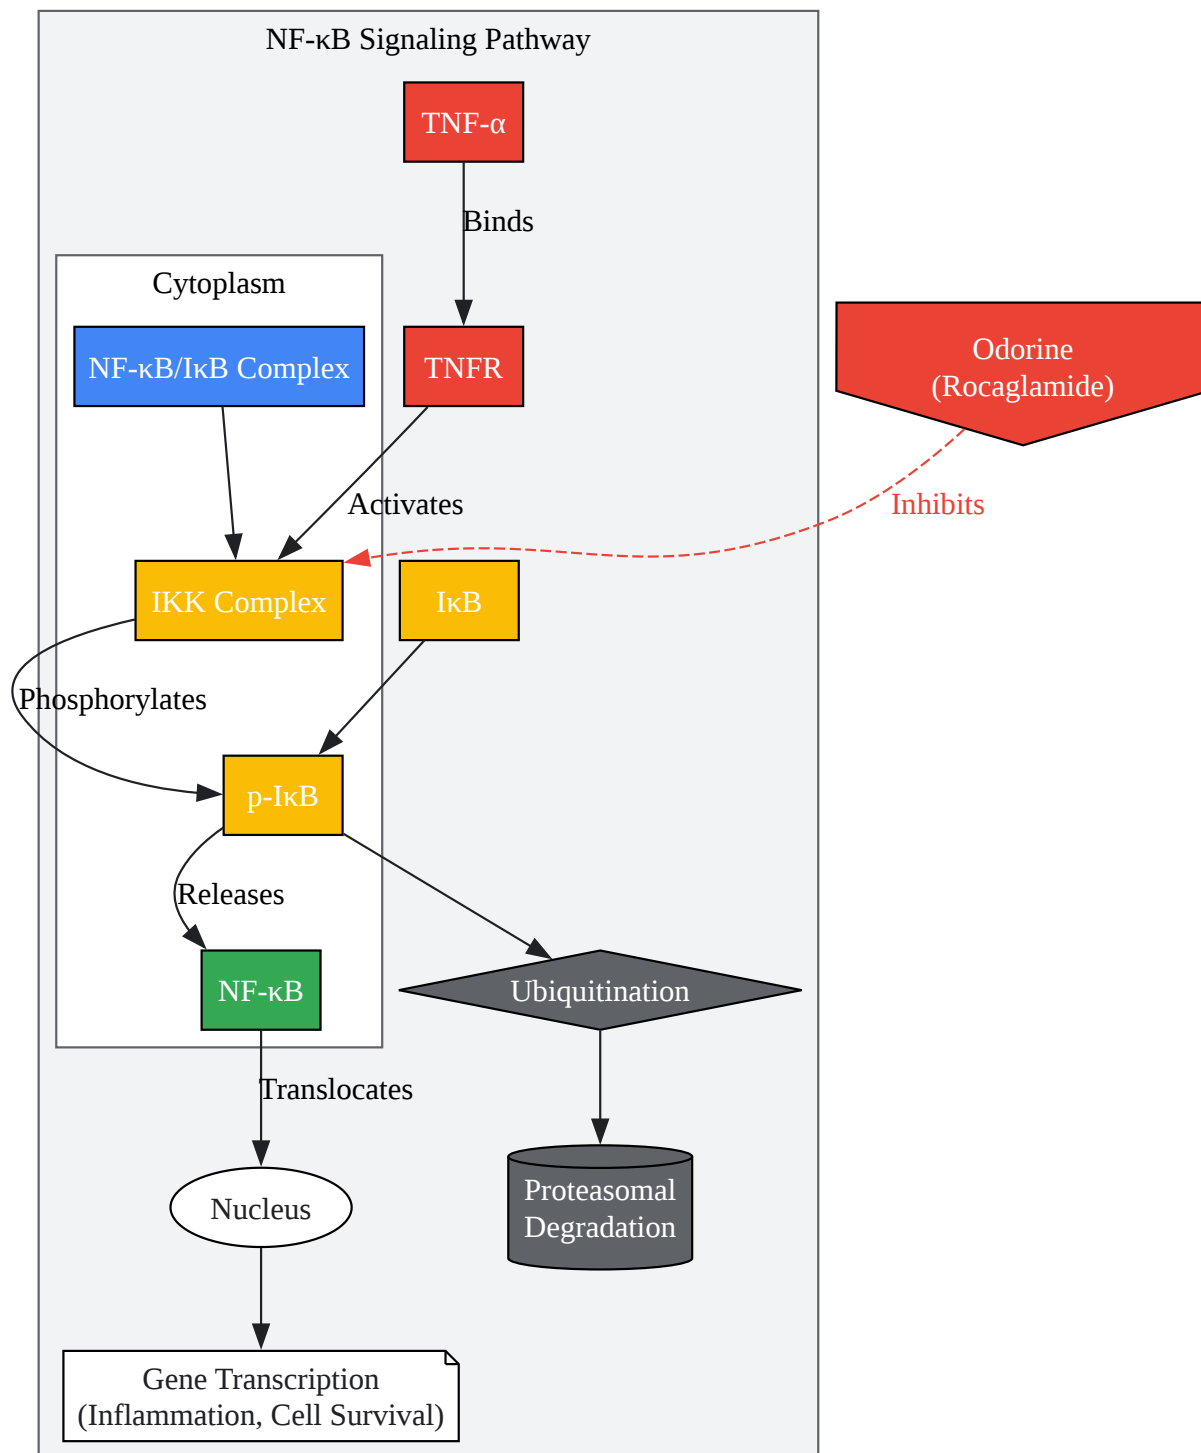 NF-κB Signaling Pathway
TNF-α
Binds
Cytoplasm
NF-κB/IκB Complex
TNFR
Odorine
(Rocaglamide)
Activates
Inhibits
IKK Complex
IκB
Phosphorylates
p-IκB
Releases
NF-κB
Ubiquitination
Translocates
Nucleus
Proteasomal
Degradation
Gene Transcription
(Inflammation, Cell Survival)